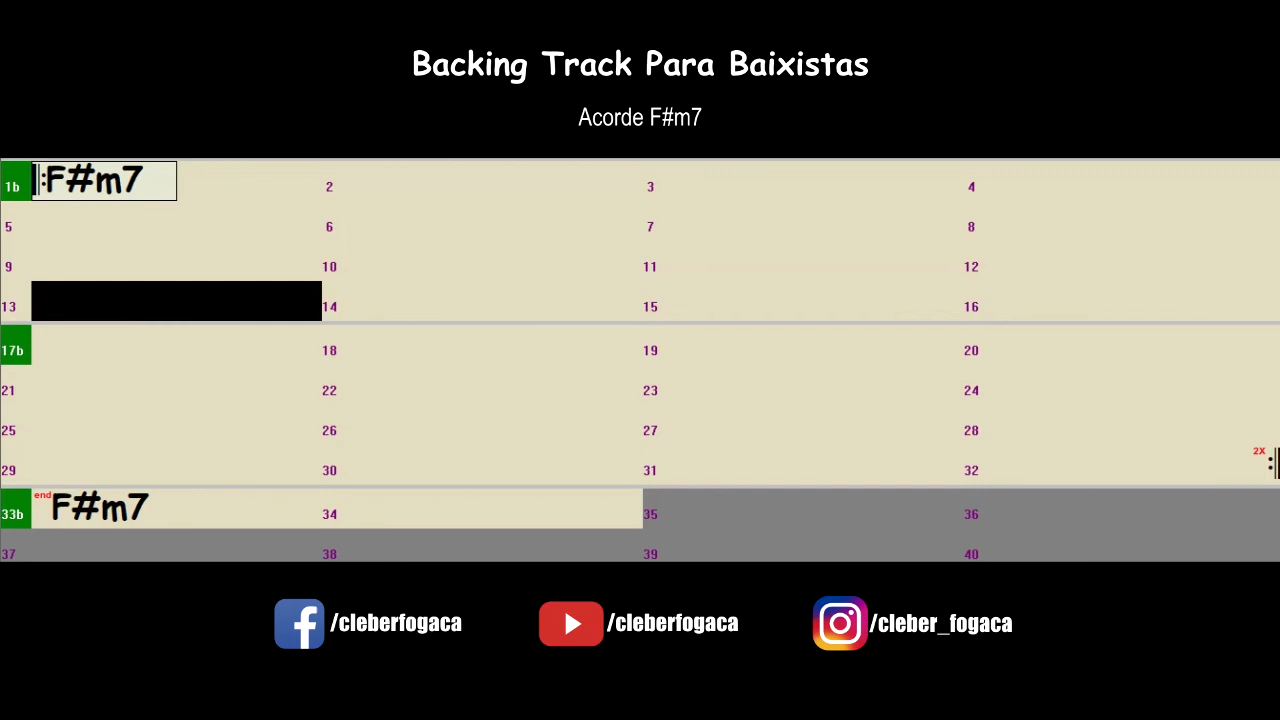 Backing Track Para Baixistas
Acorde F#m7
1b F#m7 2 3 4
5 6 7 8
9 10 11 12
13 14 15 16
17b 18 19 20
21 22 23 24
25 26 27 28
29 30 31 32 2X
33b end F#m7 34 35 36
37 38 39 40
/cleberfogaca /cleberfogaca /cleber_fogaca